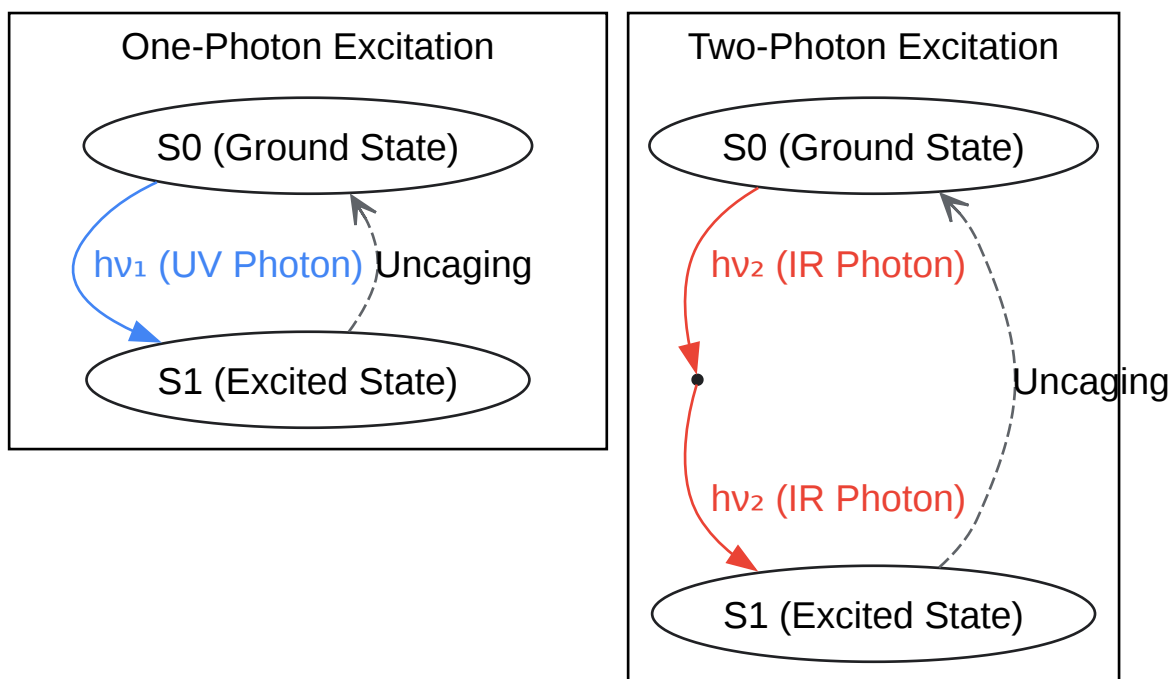 One-Photon Excitation
S0 (Ground State)
hν₁ (UV Photon)
Uncaging
S1 (Excited State)
Two-Photon Excitation
S0 (Ground State)
hν₂ (IR Photon)
Uncaging
hν₂ (IR Photon)
S1 (Excited State)